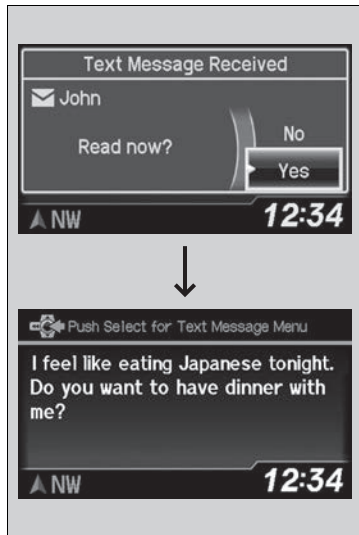 Text Message Received
John
Read now?
No
Yes
NW
12:34
Push Select for Text Message Menu
I feel like eating Japanese tonight.
Do you want to have dinner with
me?
NW
12:34